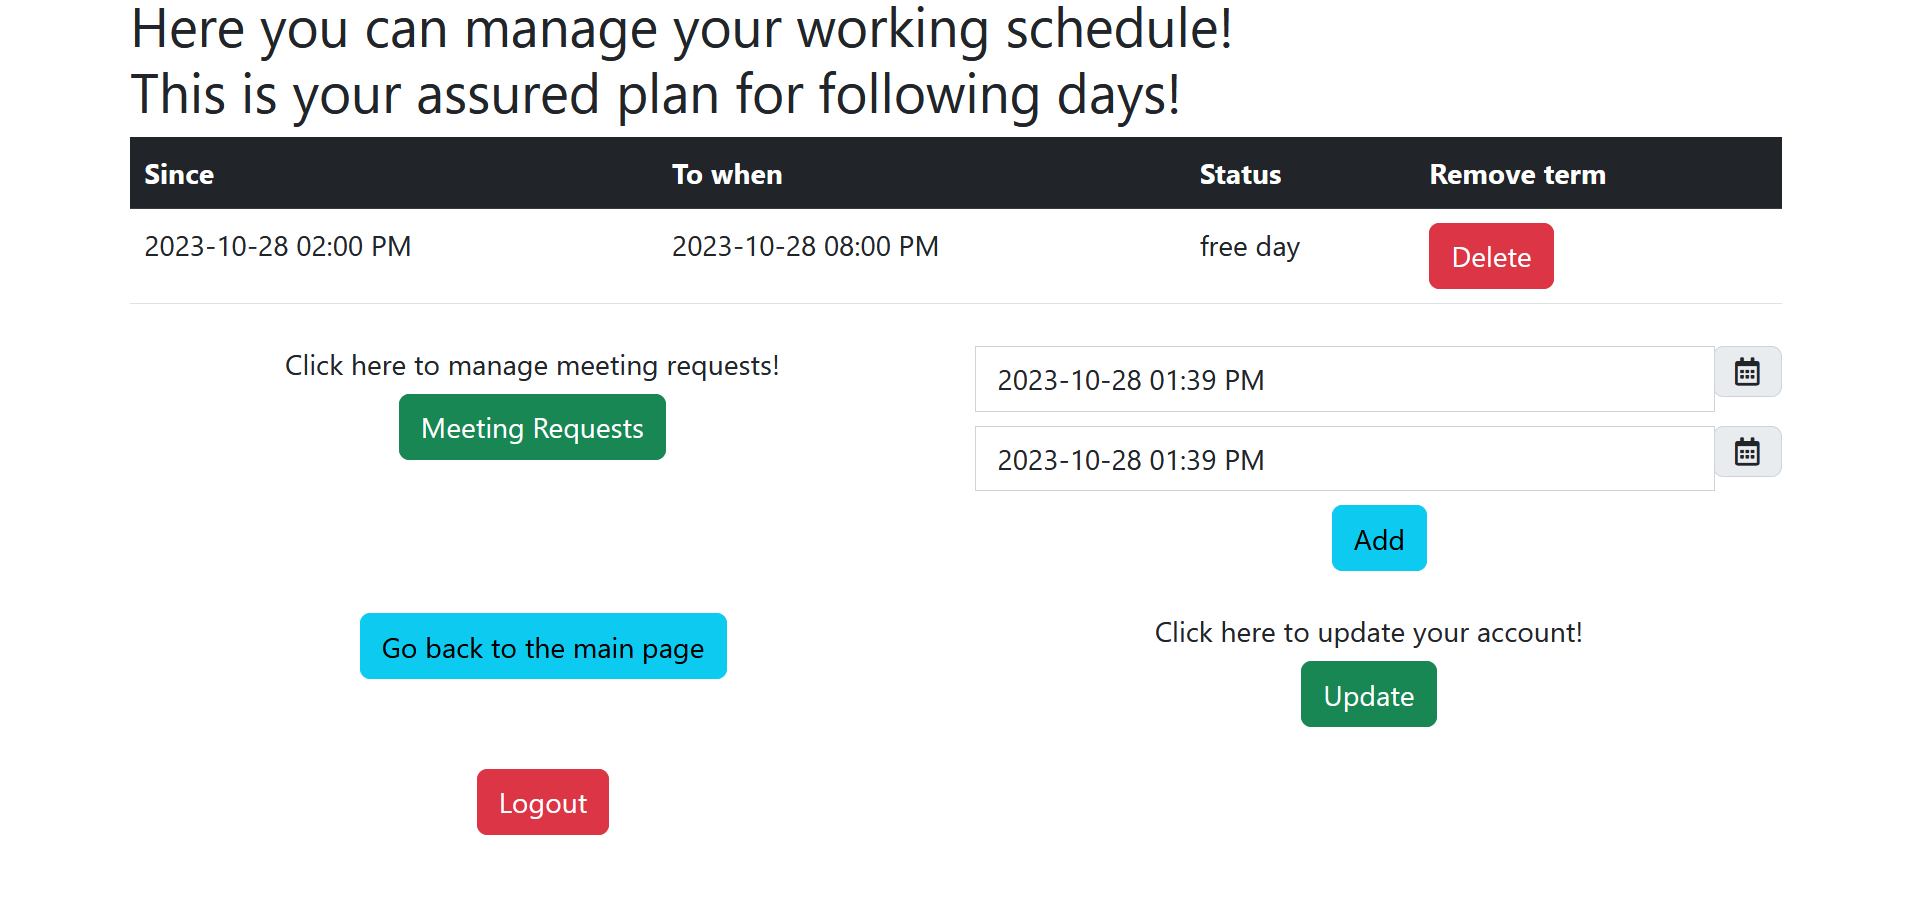 Here you can manage your working schedule!
This is your assured plan for following days!
Since To when Status Remove term
2023-10-28 02:00 PM 2023-10-28 08:00 PM free day Delete
Click here to manage meeting requests!
Meeting Requests
2023-10-28 01:39 PM
2023-10-28 01:39 PM
Add
Go back to the main page
Click here to update your account!
Update
Logout